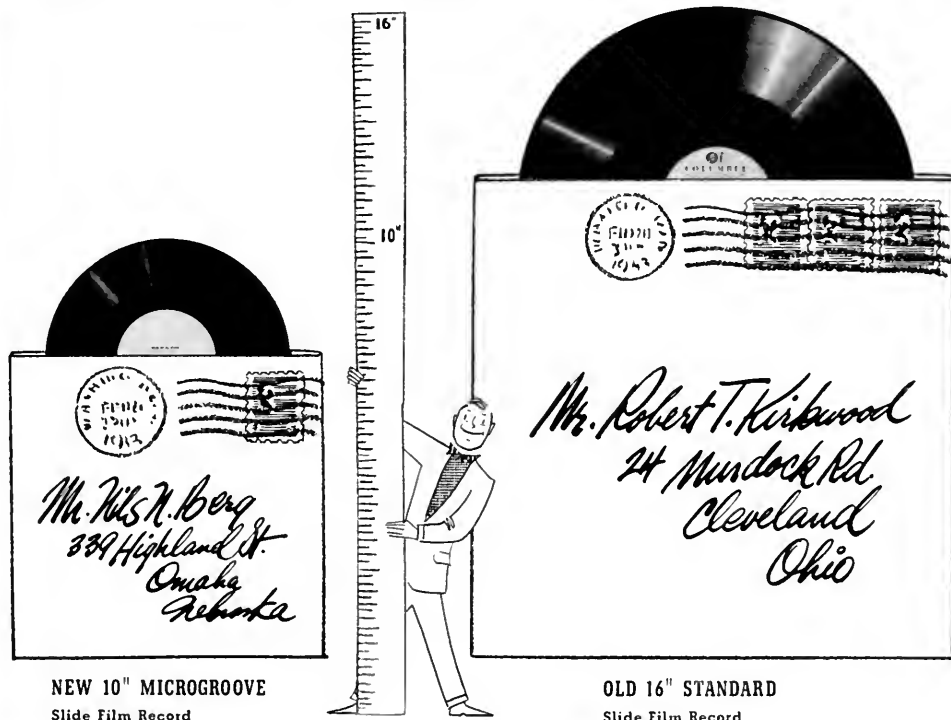 16"
10"
Mr. Nils N. Berg
339 Highland St.
Omaha
Nebraska
Mr. Robert T. Kirkwood
24 Murdock Rd.
Cleveland
Ohio
NEW 10" MICROGROOVE
Slide Film Record
OLD 16" STANDARD
Slide Film Record